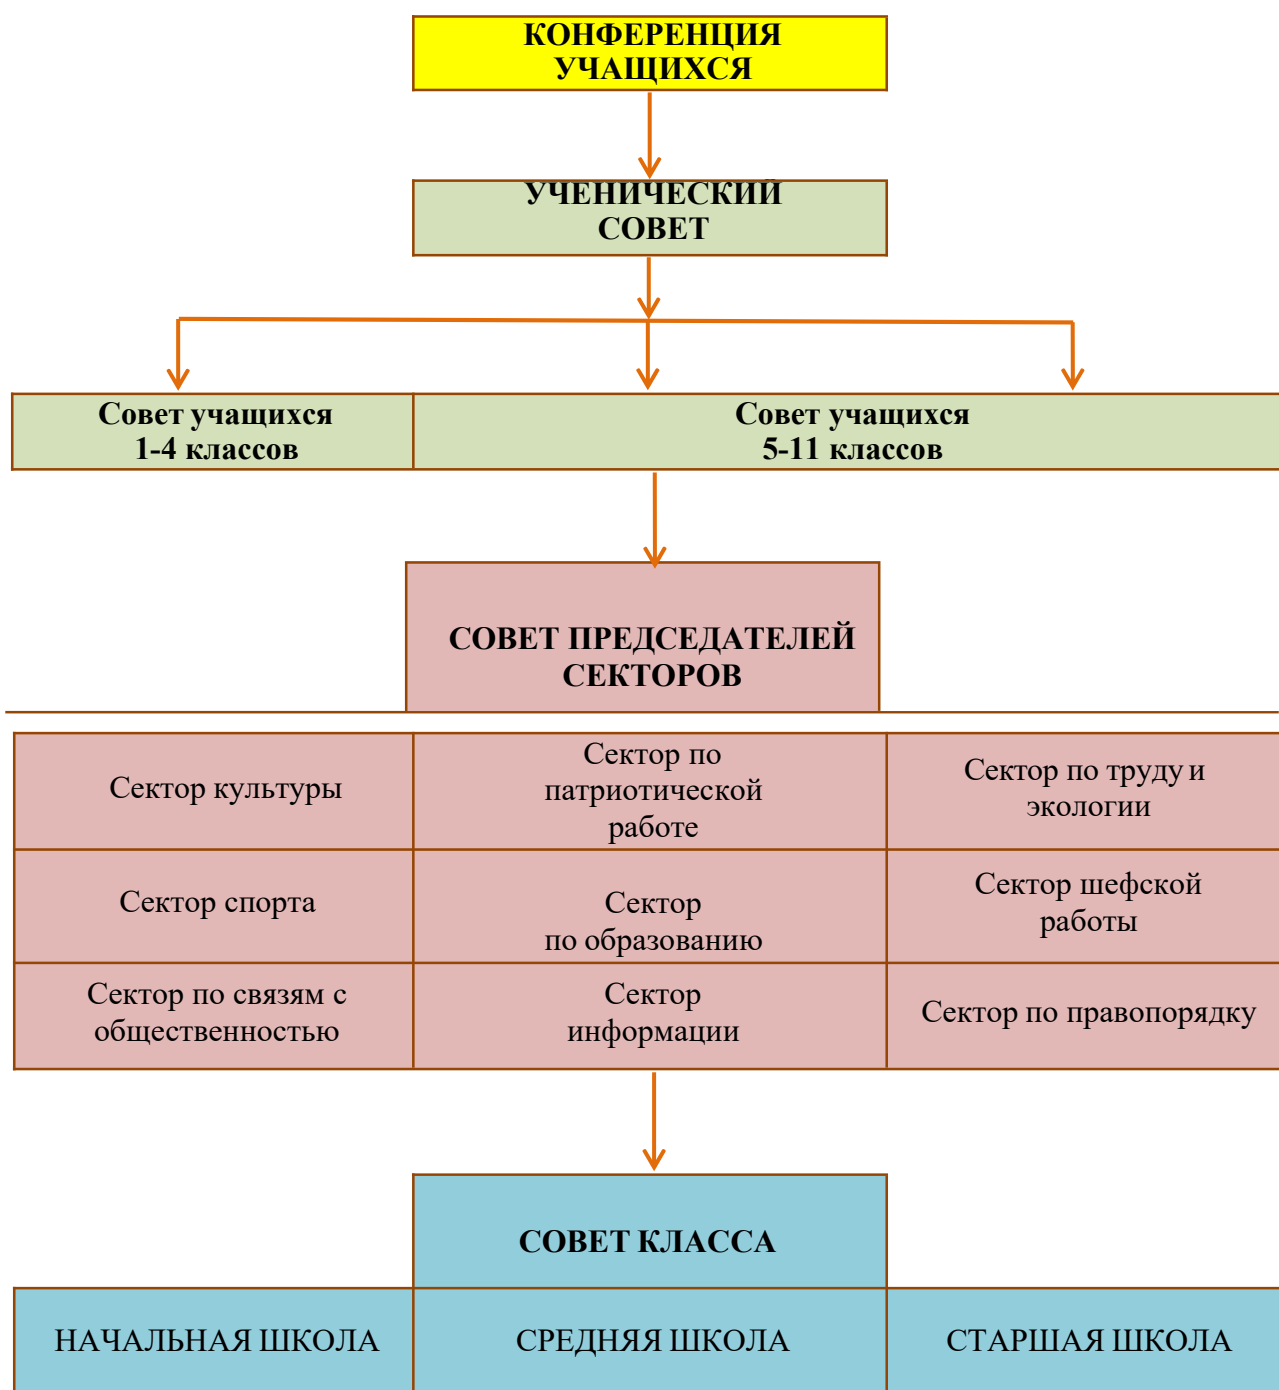 КОНФЕРЕНЦИЯ
УЧАЩИХСЯ
УЧЕНИЧЕСКИЙ
СОВЕТ
Совет учащихся
1-4 классов
Совет учащихся
5-11 классов
СОВЕТ ПРЕДСЕДАТЕЛЕЙ
СЕКТОРОВ
Сектор культуры
Сектор по
патриотической
работе
Сектор по труду и
экологии
Сектор спорта
Сектор
по образованию
Сектор шефской
работы
Сектор по связям с
общественностью
Сектор
информации
Сектор по правопорядку
СОВЕТ КЛАССА
НАЧАЛЬНАЯ ШКОЛА
СРЕДНЯЯ ШКОЛА
СТАРШАЯ ШКОЛА